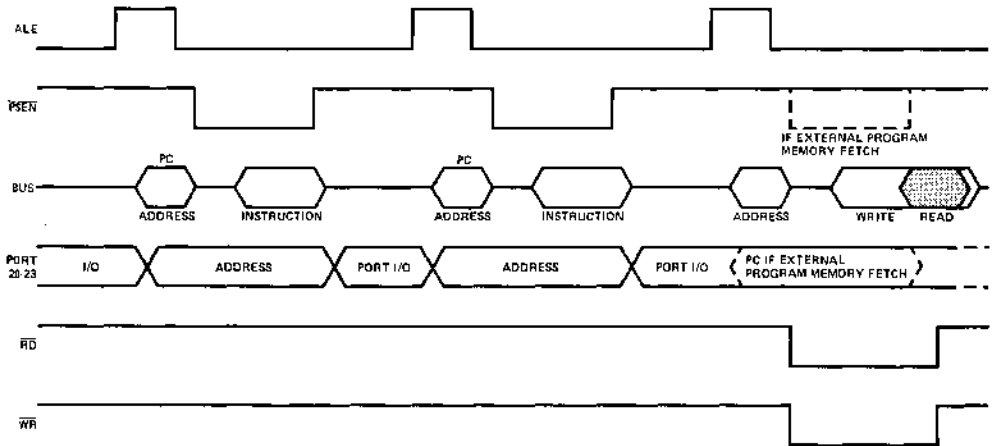 ALE
PSEN
IF EXTERNAL PROGRAM
MEMORY FETCH
PC
PC
BUS
ADDRESS
INSTRUCTION
ADDRESS
INSTRUCTION
ADDRESS
WRITE
READ
PORT
20-23
I/O
ADDRESS
PORT I/O
ADDRESS
PORT I/O
PC IF EXTERNAL
PROGRAM MEMORY FETCH
RD
WR